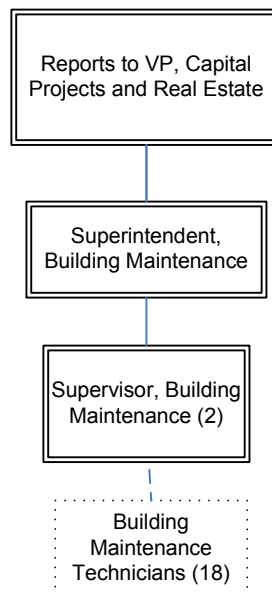 Reports to VP, Capital
Projects and Real Estate
Superintendent,
Building Maintenance
Supervisor, Building
Maintenance (2)
Building
Maintenance
Technicians (18)